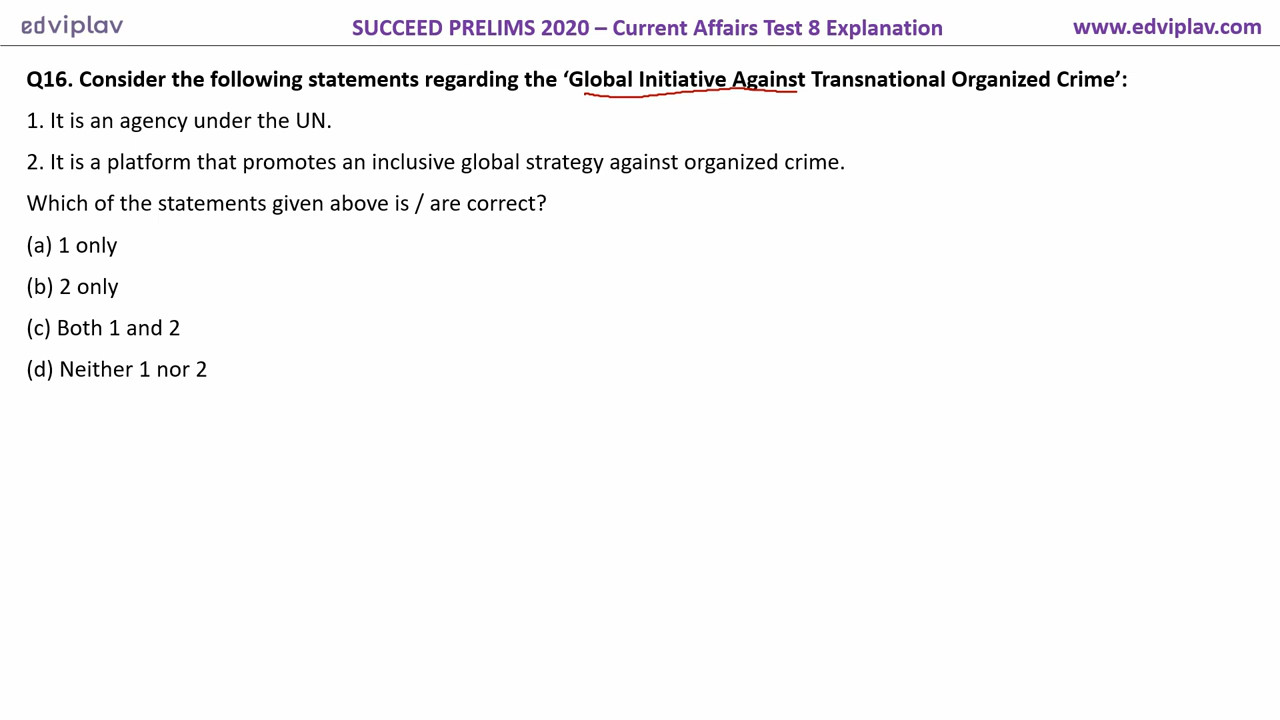 edviplav
SUCCEED PRELIMS 2020 – Current Affairs Test 8 Explanation
www.edviplav.com
Q16. Consider the following statements regarding the ‘Global Initiative Against Transnational Organized Crime’:
1. It is an agency under the UN.
2. It is a platform that promotes an inclusive global strategy against organized crime.
Which of the statements given above is / are correct?
(a) 1 only
(b) 2 only
(c) Both 1 and 2
(d) Neither 1 nor 2